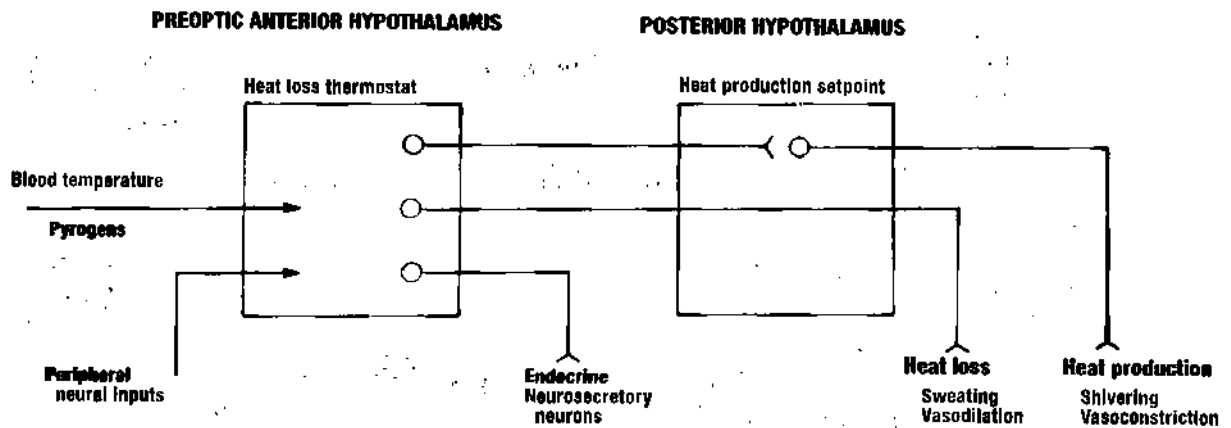 PREOPTIC ANTERIOR HYPOTHALAMUS
POSTERIOR HYPOTHALAMUS
Heat loss thermostat
Heat production setpoint
Blood temperature
Pyrogens
Peripheral
neural inputs
Endocrine
Neurosecretory
neurons
Heat loss
Sweating
Vasodilation
Heat production
Shivering
Vasoconstriction